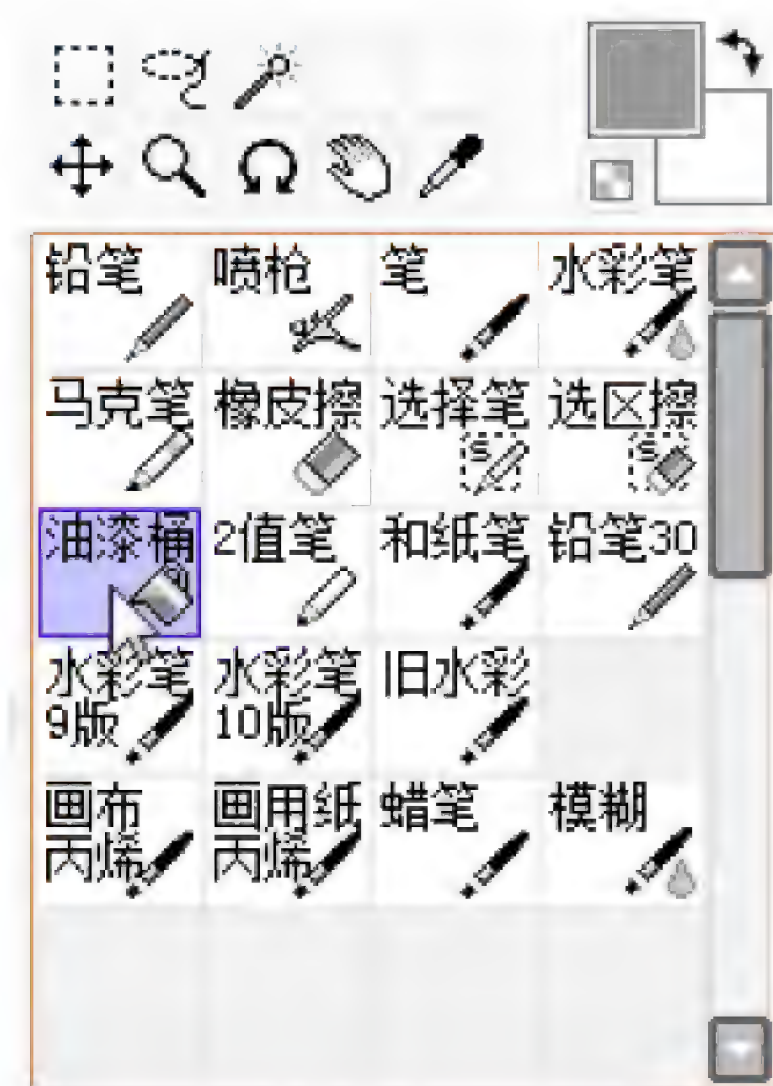 铅笔 喷枪 笔 水彩笔
马克笔 橡皮擦 选择笔 选区擦
油漆桶 2值笔 和纸笔 铅笔30
水彩笔 水彩笔 旧水彩
9版 10版
画布 画用纸 蜡笔 模糊
丙烯 丙烯